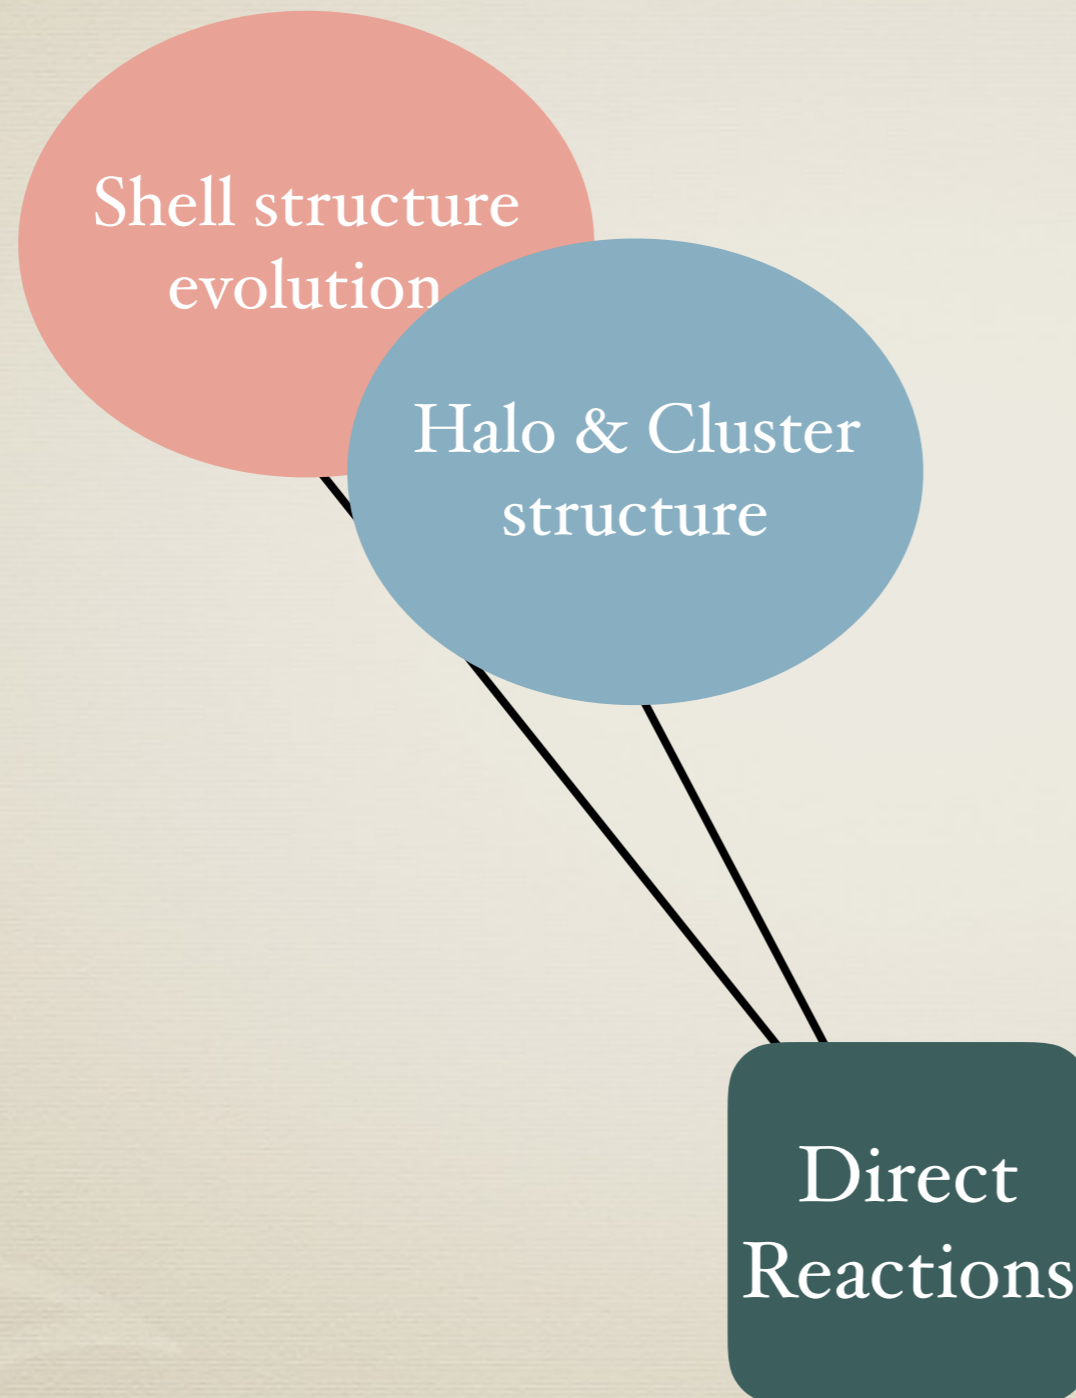 Shell structure
evolution
Halo & Cluster
structure
Direct
Reactions